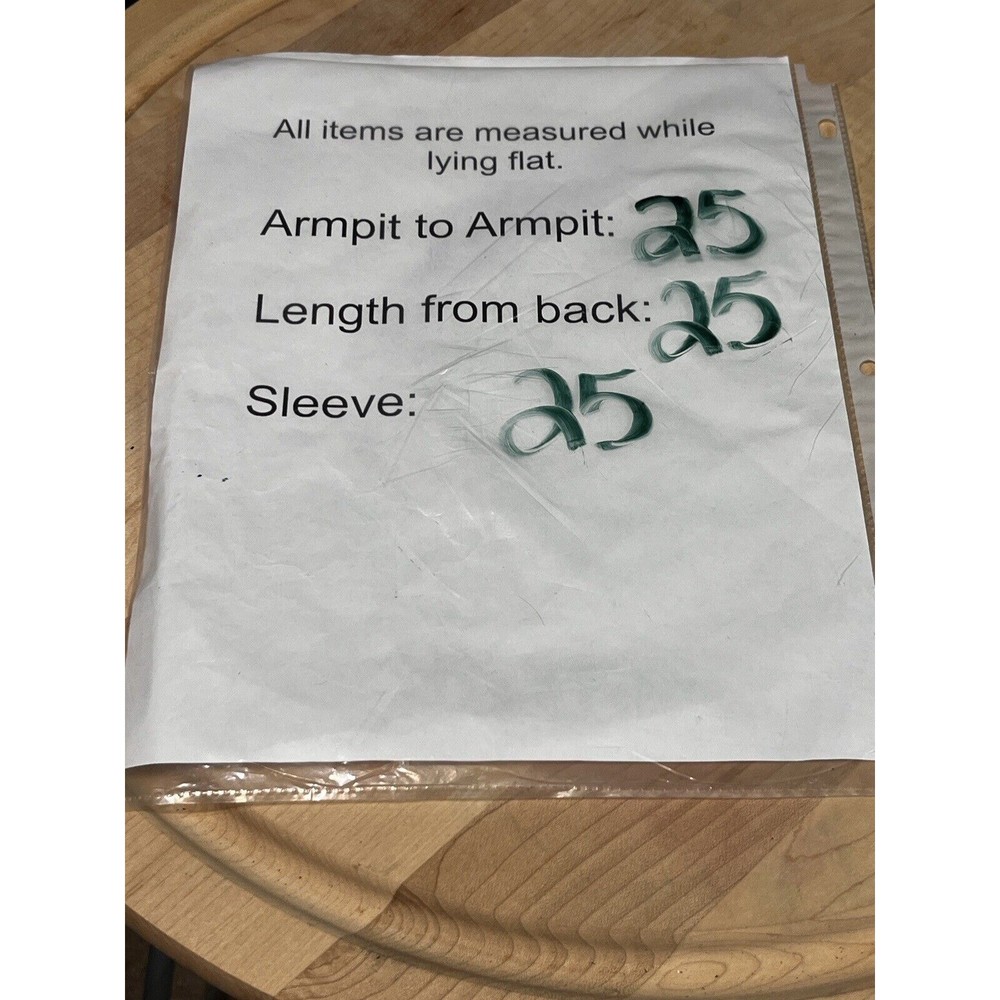 All items are measured while
lying flat.
Armpit to Armpit: 25
Length from back: 25
Sleeve: 25